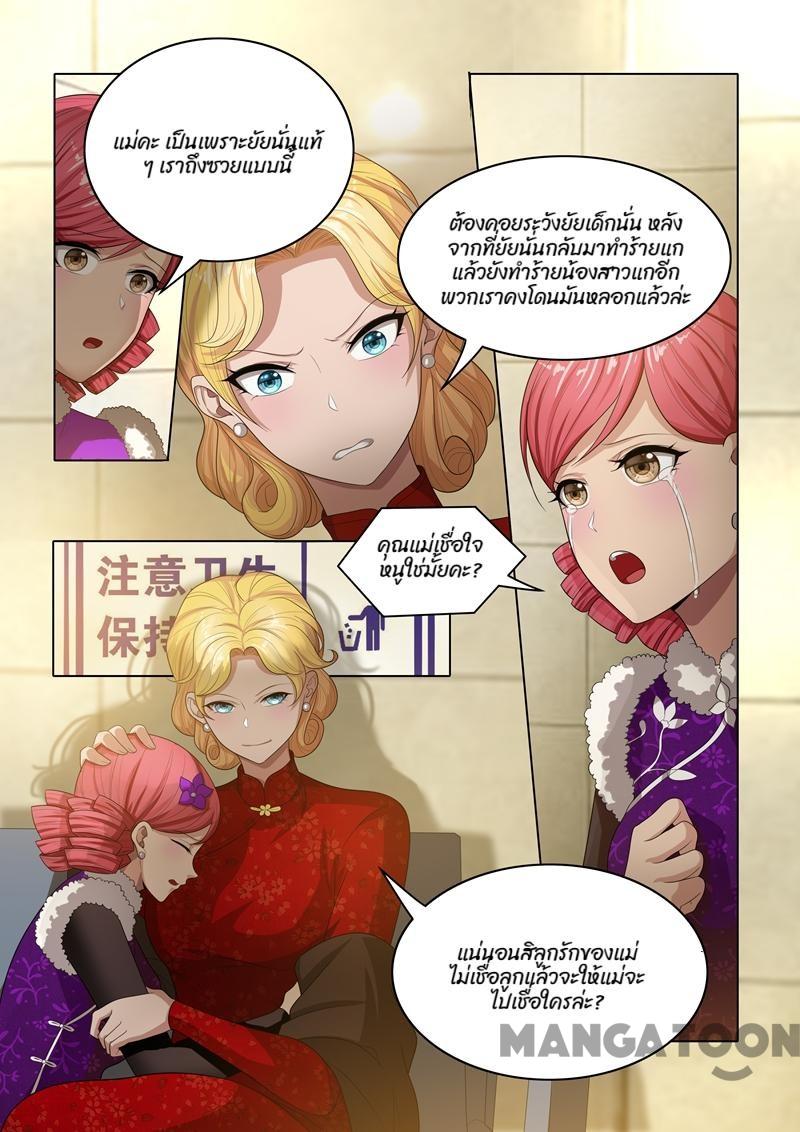 แม่คะ เป็นเพราะยัยนั่นแท้
ๆ เราถึงซวยแบบนี้
ต้องคอยระวังยัยเด็กนั่น หลัง
จากที่ยัยนั่นกลับมาทำร้ายแก
แล้วยังทำร้ายน้องสาวแกอีก
พวกเราคงโดนมันหลอกแล้วล่ะ
คุณแม่เชื่อใจ
หนูใช่มั้ยคะ?
注意卫生
保持
แน่นอนสิลูกรักของแม่
ไม่เชื่อลูกแล้วจะให้แม่จะ
ไปเชื่อใครล่ะ?
MANGATOON